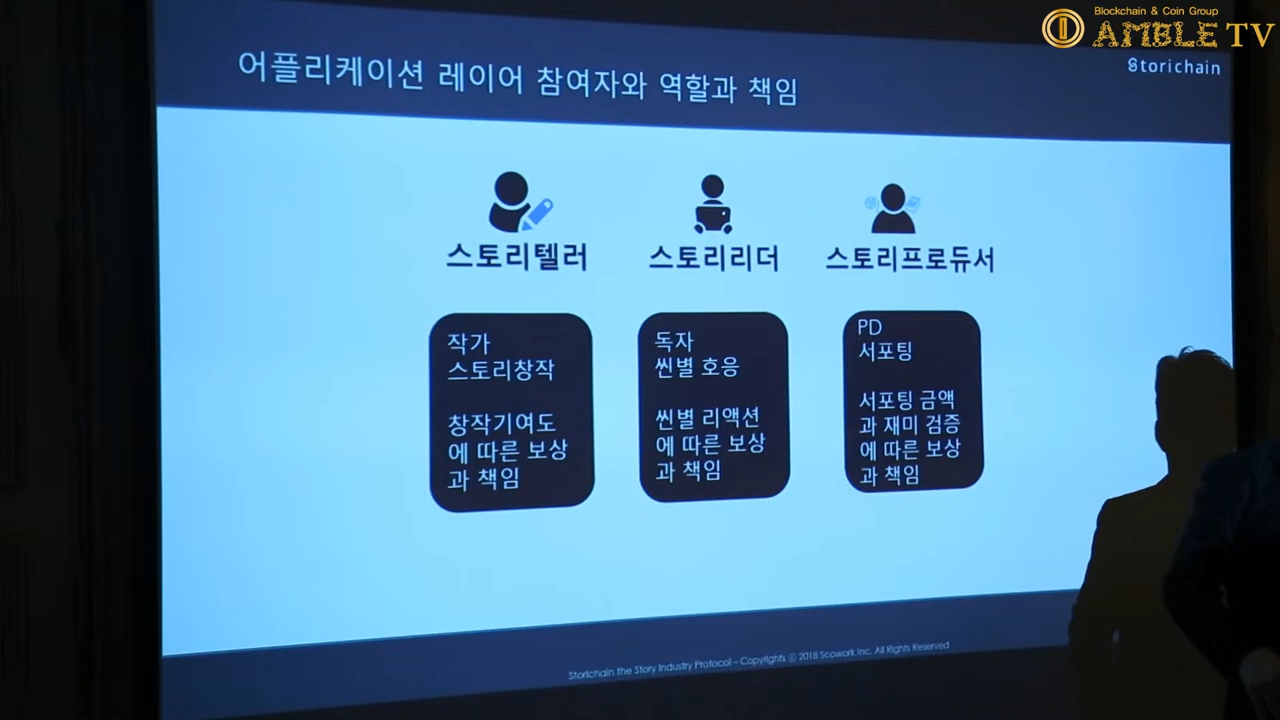 Blockchain & Coin Group
AMBLE TV
Storichain
어플리케이션 레이어 참여자와 역할과 책임
스토리텔러
작가
스토리창작
창작기여도
에 따른 보상
과 책임
스토리리더
독자
씬별 호응
씬별 리액션
에 따른 보상
과 책임
스토리프로듀서
PD
서포팅
서포팅 금액
과 재미 검증
에 따른 보상
과 책임
Storichain the Story Industry Protocol – Copyrights ⓒ 2018 Scowork Inc. All Rights Reserved